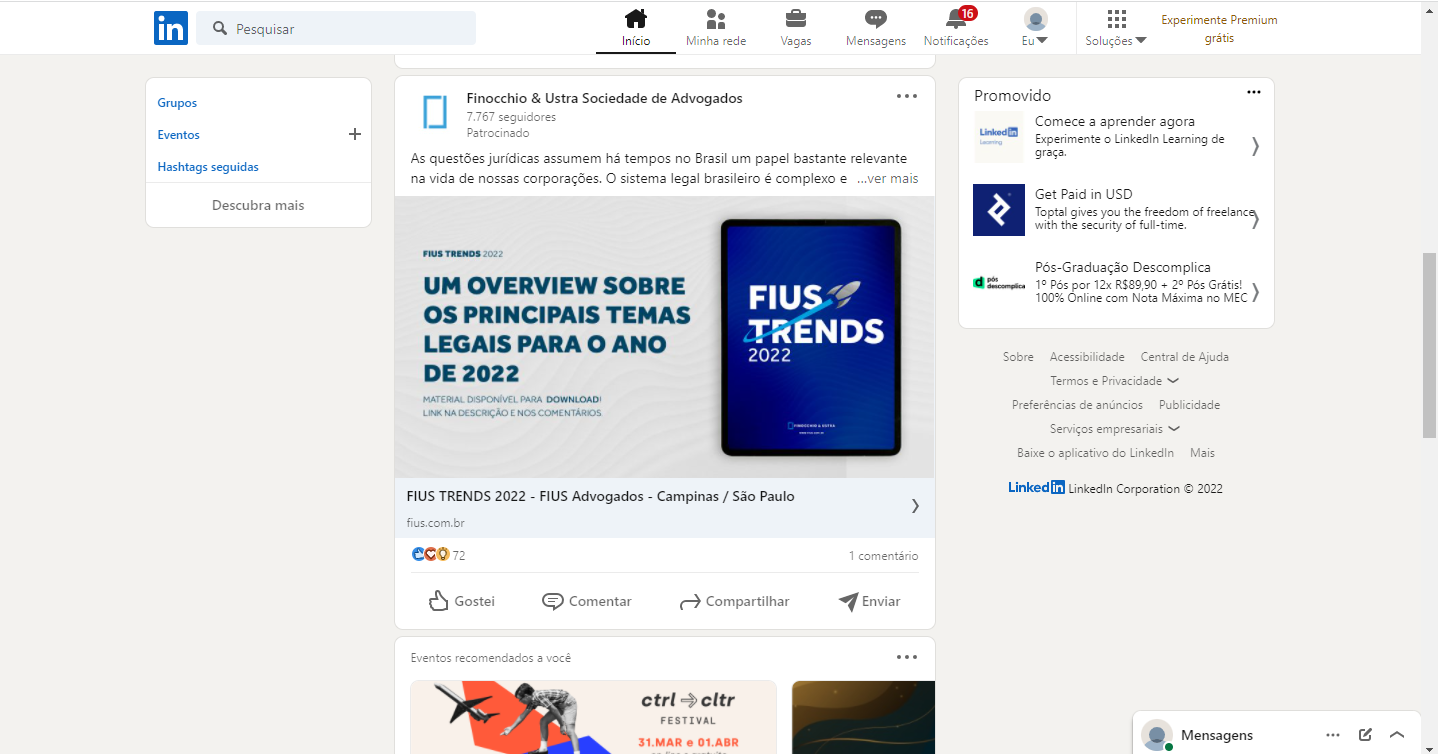 in
Pesquisar
Início
Minha rede
Vagas
Mensagens
16
Notificações
Eu
Soluções
Experimente Premium
grátis
Grupos
Eventos
Hashtags seguidas
Descubra mais
Finocchio & Ustra Sociedade de Advogados
7.767 seguidores
Patrocinado
As questões jurídicas assumem há tempos no Brasil um papel bastante relevante
na vida de nossas corporações. O sistema legal brasileiro é complexo e ...ver mais
FIUS TRENDS 2022
UM OVERVIEW SOBRE
OS PRINCIPAIS TEMAS
LEGAIS PARA O ANO
DE 2022
MATERIAL DISPONÍVEL PARA DOWNLOAD!
LINK NA DESCRIÇÃO E NOS COMENTÁRIOS
FIUS
TRENDS
2022
FINOCCHIO & USTRA
FIUS TRENDS 2022 - FIUS Advogados - Campinas / São Paulo
fius.com.br
72
1 comentário
Gostei
Comentar
Compartilhar
Enviar
Eventos recomendados a você
ctrl → cltr
FESTIVAL
31.MAR e 01.ABR
Promovido
Linked in
Learning
Comece a aprender agora
Experimente o LinkedIn Learning de
graça.
Get Paid in USD
Toptal gives you the freedom of freelance
with the security of full-time.
d pós
descomplica
Pós-Graduação Descomplica
1º Pós por 12x R$89,90 + 2º Pós Grátis!
100% Online com Nota Máxima no MEC
Sobre Acessibilidade Central de Ajuda
Termos e Privacidade
Preferências de anúncios Publicidade
Serviços empresariais
Baixe o aplicativo do LinkedIn Mais
Linked in LinkedIn Corporation © 2022
Mensagens